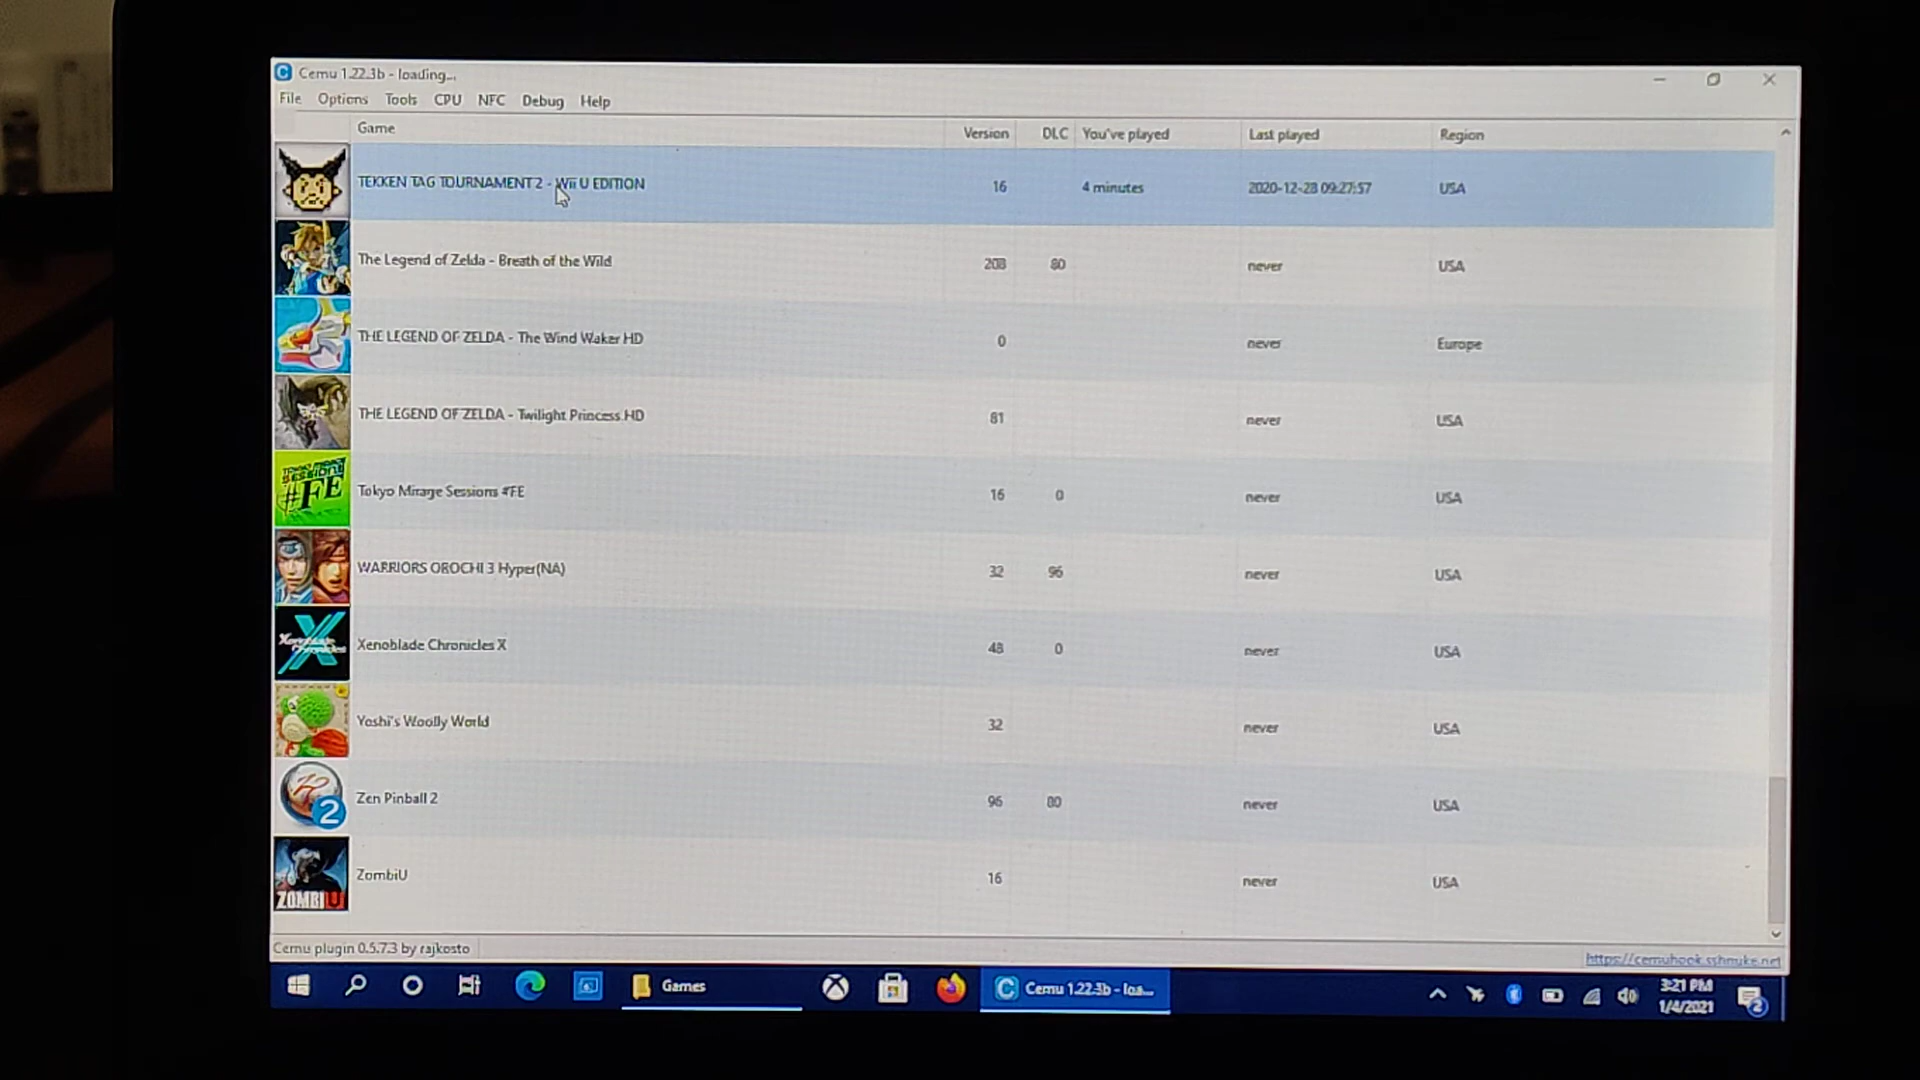 Cemu 1.22.3b - loading...
File Options Tools CPU NFC Debug Help
Game Version DLC You've played Last played Region
TEKKEN TAG TOURNAMENT 2 - Wii U EDITION 16 4 minutes 2020-12-28 09:27:57 USA
The Legend of Zelda - Breath of the Wild 208 80 never USA
THE LEGEND OF ZELDA - The Wind Waker HD 0 never Europe
THE LEGEND OF ZELDA - Twilight Princess HD 81 never USA
Tokyo Mirage Sessions #FE 16 0 never USA
#FE
WARRIORS OROCHI 3 Hyper(NA) 32 96 never USA
Xenoblade Chronicles X 48 0 never USA
Yoshi's Woolly World 32 never USA
Zen Pinball 2 96 80 never USA
2
ZombiU 16 never USA
ZOMBIU
Cemu plugin 0.5.7.3 by rajkosto
https://cemuhook.sshnuke.net
Games
Cemu 1.22.3b - loa...
3:21 PM
1/4/2021
2